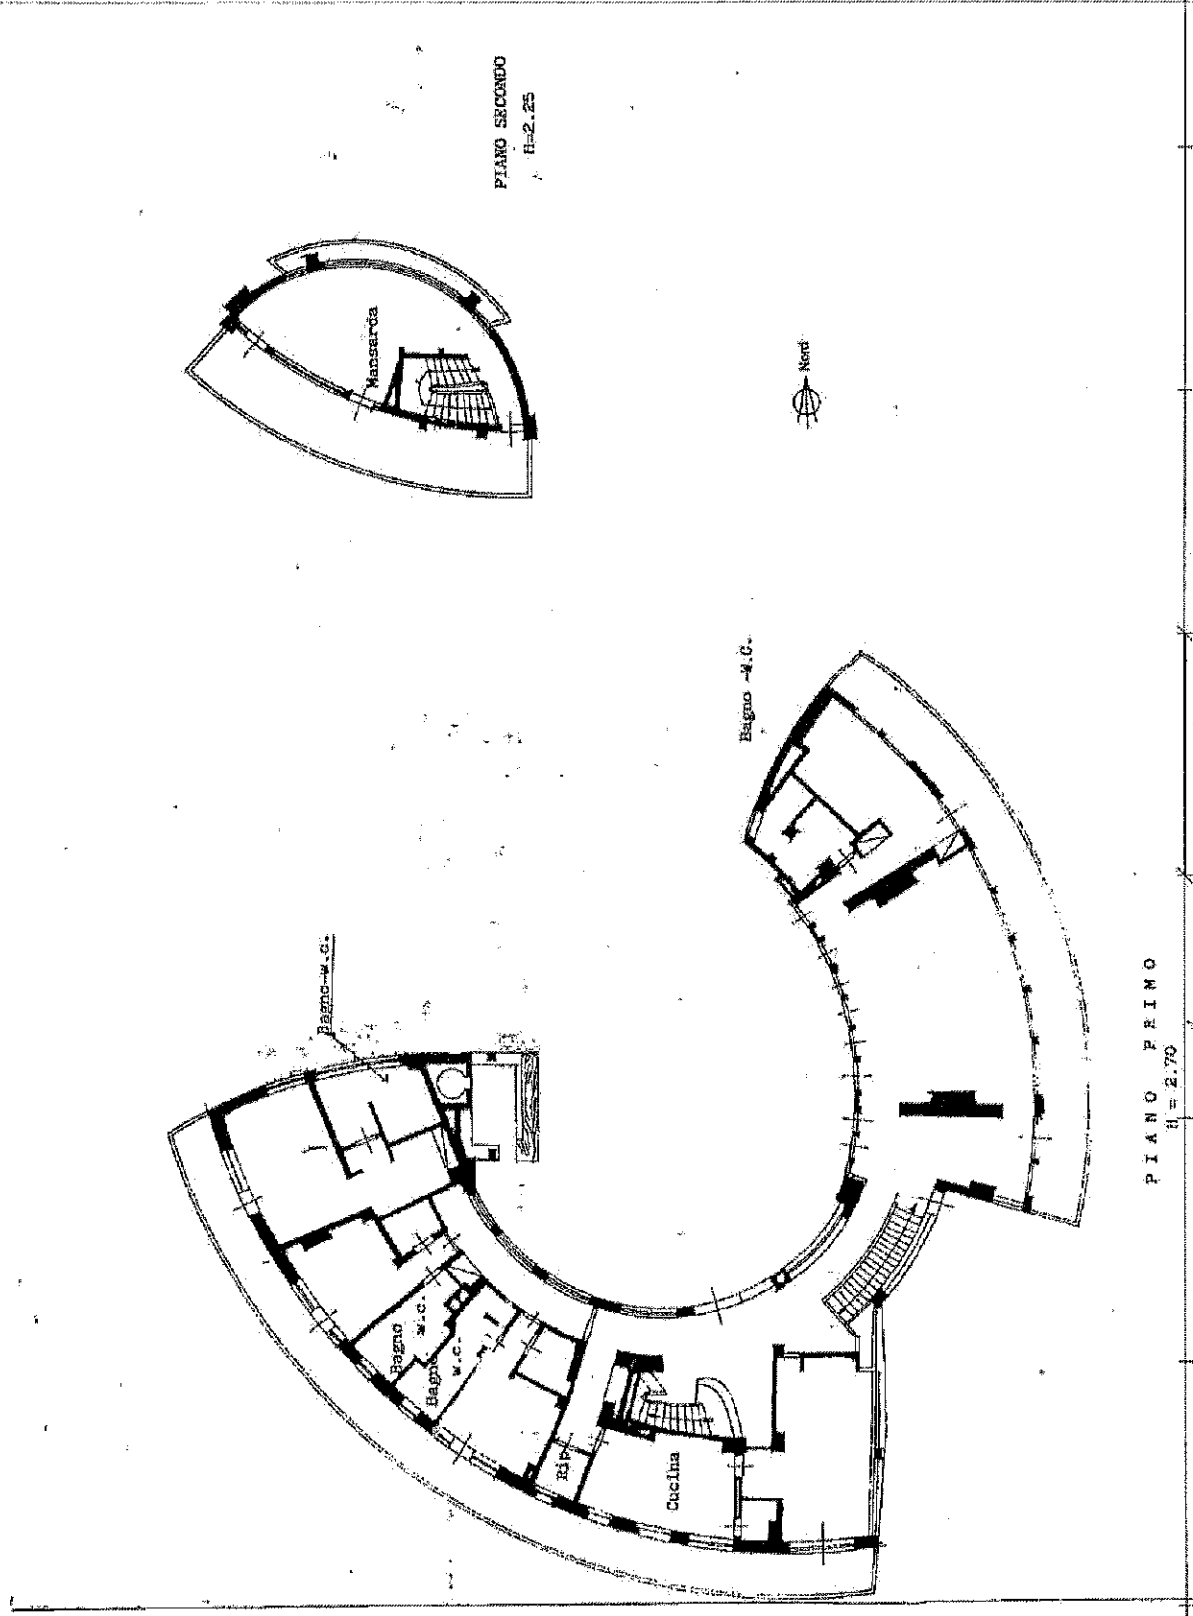 PIANO SECONDO
H=2.25
Mansarda
Nord
Bagno -W.C.
Bagno-w.c.
Bagno
w.c.
Bagno
w.c.
Rip
Cucina
PIANO PRIMO
H = 2.70